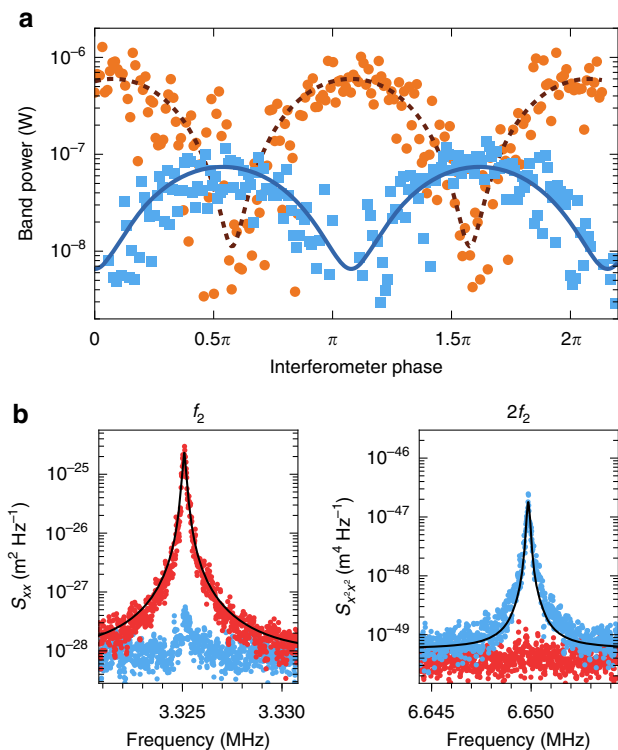 a
Band power (W)
10⁻⁶
10⁻⁷
10⁻⁸
0
0.5π
π
1.5π
2π
Interferometer phase
b
f₂
Sₓₓ (m² Hz⁻¹)
10⁻²⁵
10⁻²⁶
10⁻²⁷
10⁻²⁸
3.325
3.330
Frequency (MHz)
2f₂
Sₓ²ₓ² (m⁴ Hz⁻¹)
10⁻⁴⁶
10⁻⁴⁷
10⁻⁴⁸
10⁻⁴⁹
6.645
6.650
Frequency (MHz)